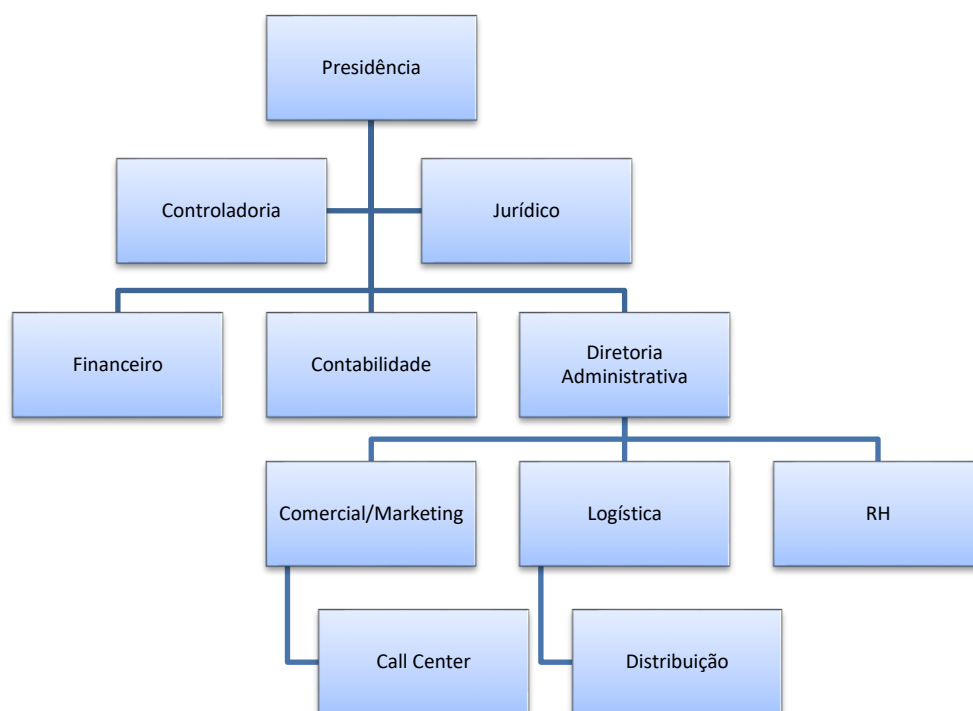 Presidência
Controladoria
Jurídico
Financeiro
Contabilidade
Diretoria
Administrativa
Comercial/Marketing
Logística
RH
Call Center
Distribuição